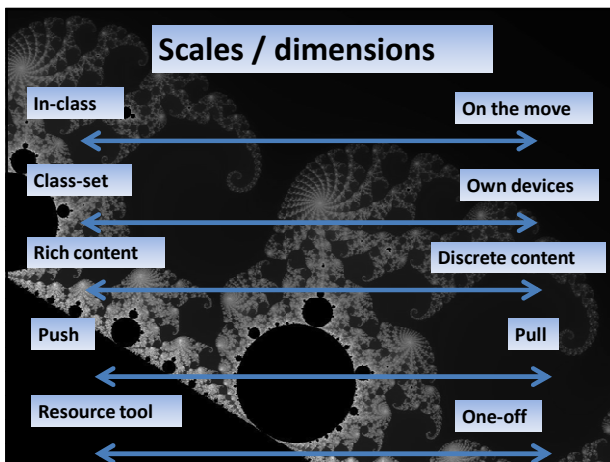 Scales / dimensions
In-class
On the move
Class-set
Own devices
Rich content
Discrete content
Push
Pull
Resource tool
One-off